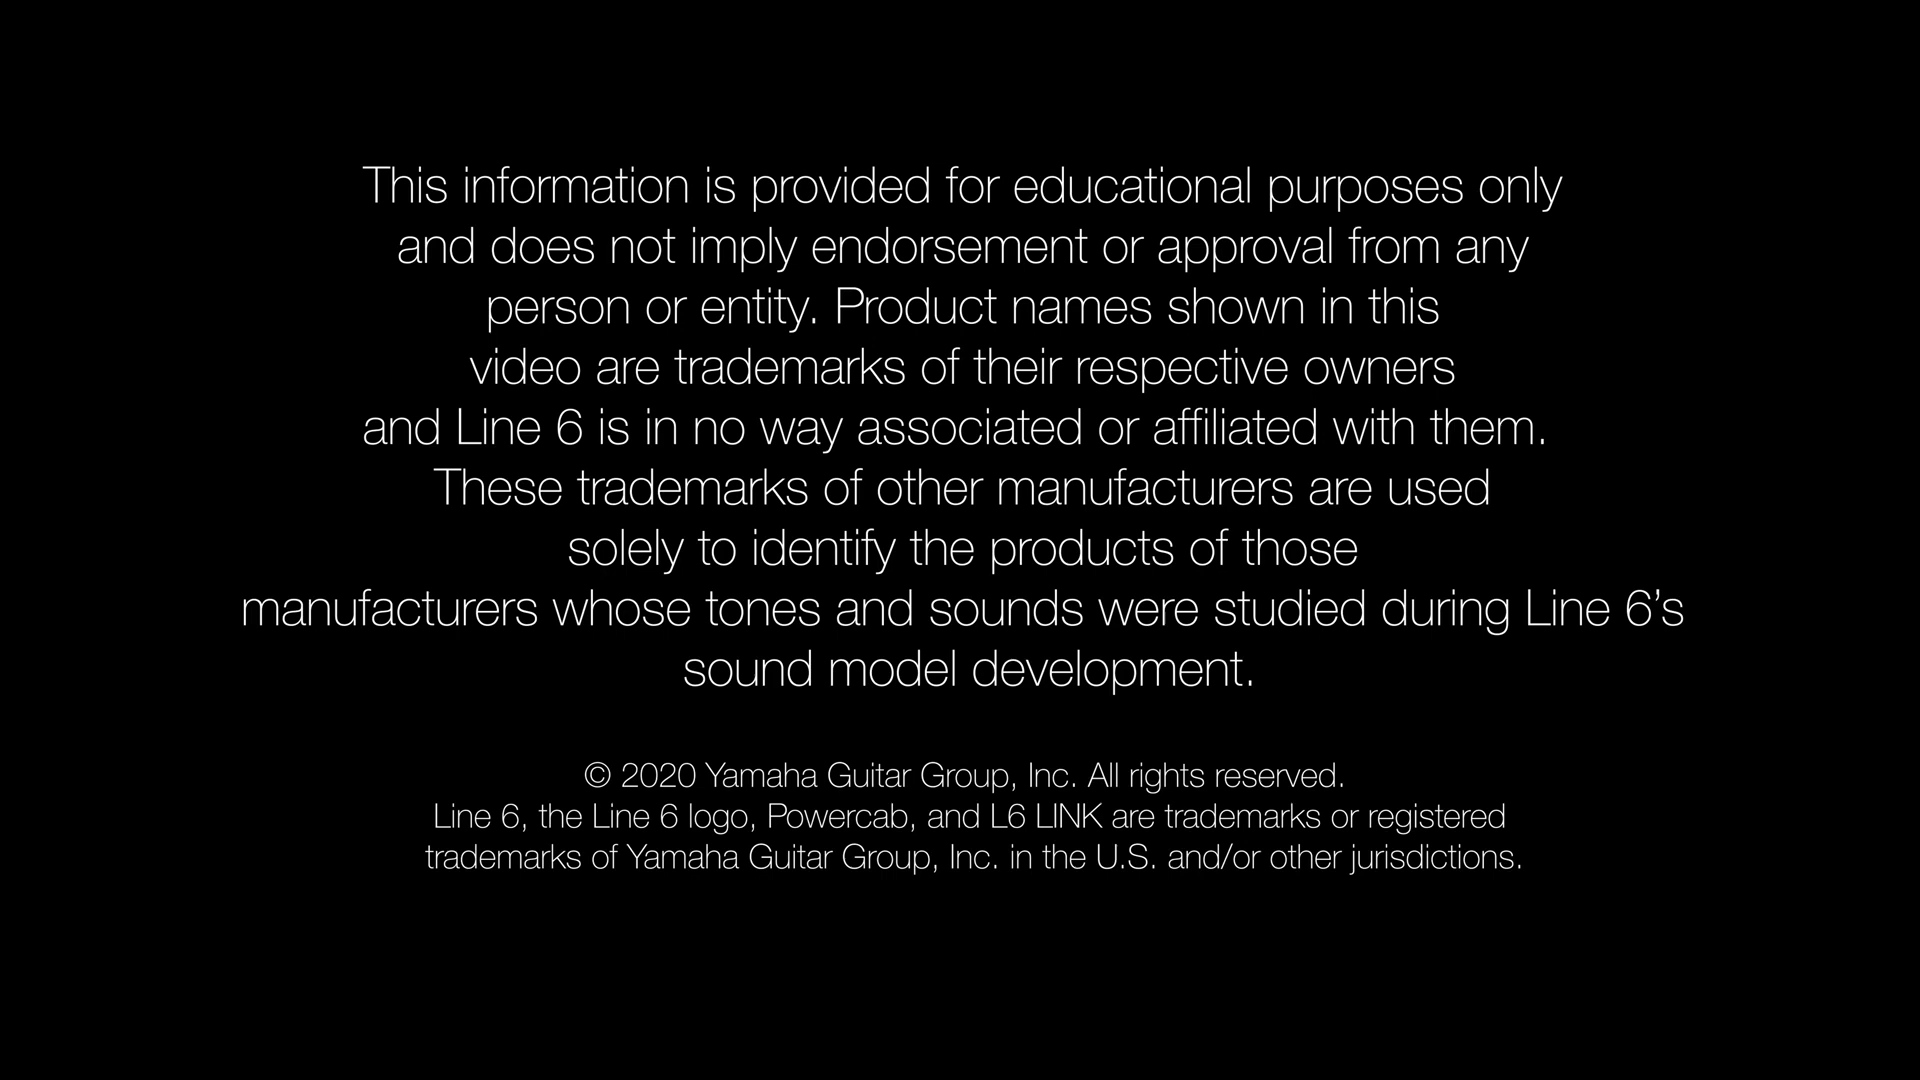 This information is provided for educational purposes only
and does not imply endorsement or approval from any
person or entity. Product names shown in this
video are trademarks of their respective owners
and Line 6 is in no way associated or affiliated with them.
These trademarks of other manufacturers are used
solely to identify the products of those
manufacturers whose tones and sounds were studied during Line 6’s
sound model development.
© 2020 Yamaha Guitar Group, Inc. All rights reserved.
Line 6, the Line 6 logo, Powercab, and L6 LINK are trademarks or registered
trademarks of Yamaha Guitar Group, Inc. in the U.S. and/or other jurisdictions.